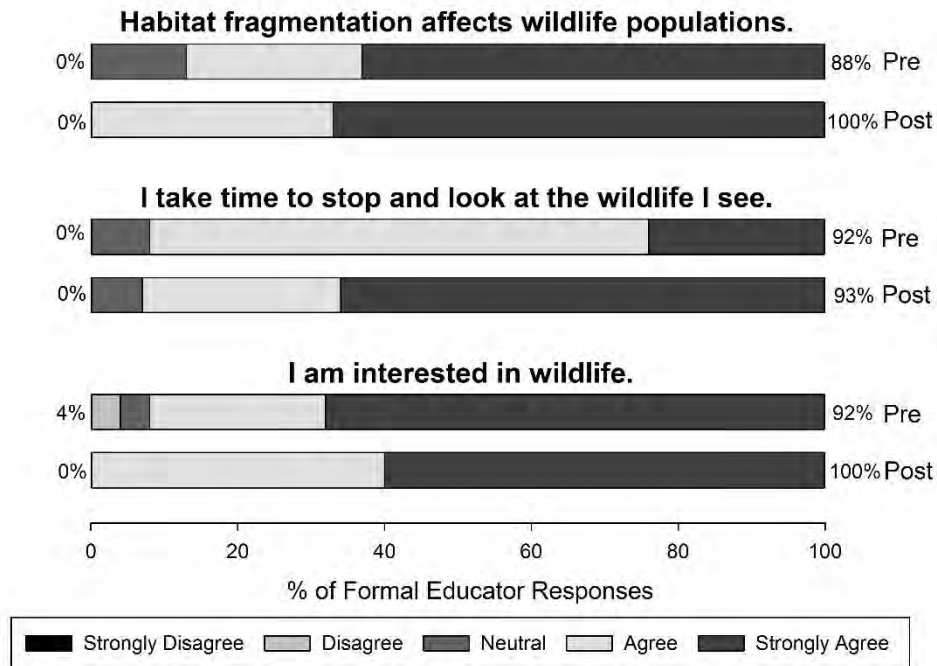 Habitat fragmentation affects wildlife populations.
0% 88% Pre
0% 100% Post
I take time to stop and look at the wildlife I see.
0% 92% Pre
0% 93% Post
I am interested in wildlife.
4% 92% Pre
0% 100% Post
0 20 40 60 80 100
% of Formal Educator Responses
Strongly Disagree Disagree Neutral Agree Strongly Agree